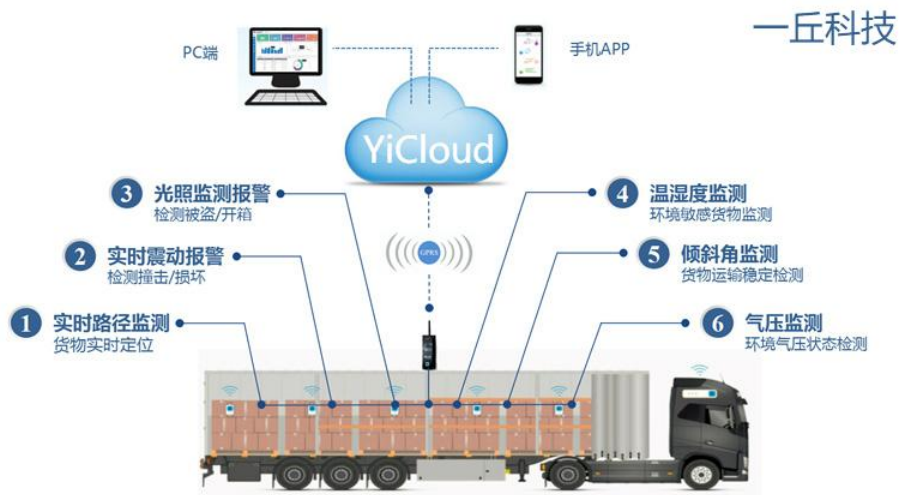 一丘科技
PC端
手机APP
YiCloud
3 光照监测报警
检测被盗/开箱
4 温湿度监测
环境敏感货物监测
2 实时震动报警
检测撞击/损坏
GPRS
5 倾斜角监测
货物运输稳定检测
1 实时路径监测
货物实时定位
6 气压监测
环境气压状态检测